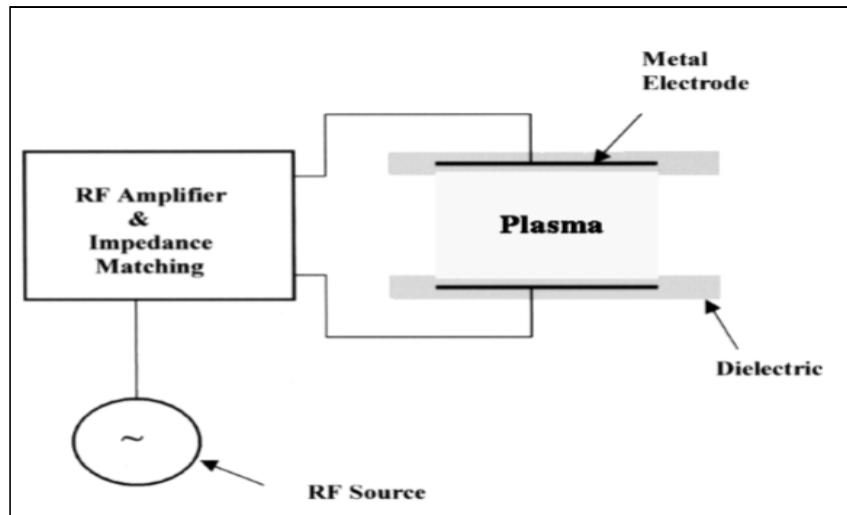 Metal
Electrode
RF Amplifier
&
Impedance
Matching
Plasma
Dielectric
~
RF Source